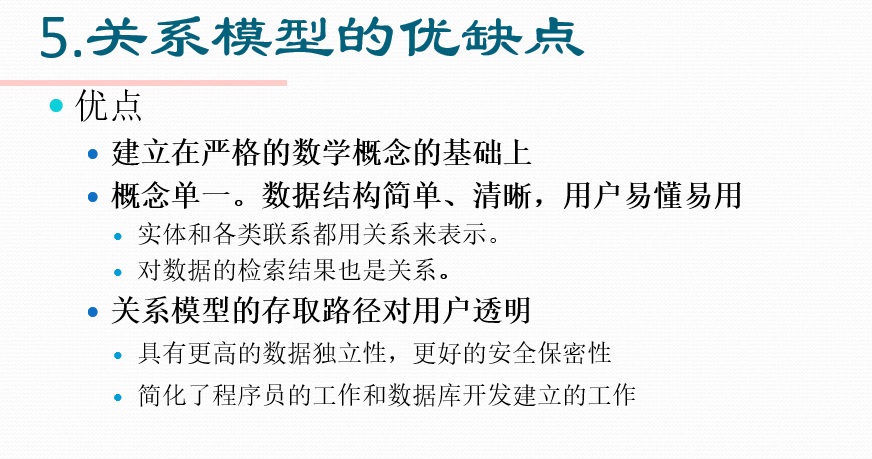 5.关系模型的优缺点
优点
建立在严格的数学概念的基础上
概念单一。数据结构简单、清晰，用户易懂易用
实体和各类联系都用关系来表示。
对数据的检索结果也是关系。
关系模型的存取路径对用户透明
具有更高的数据独立性，更好的安全保密性
简化了程序员的工作和数据库开发建立的工作